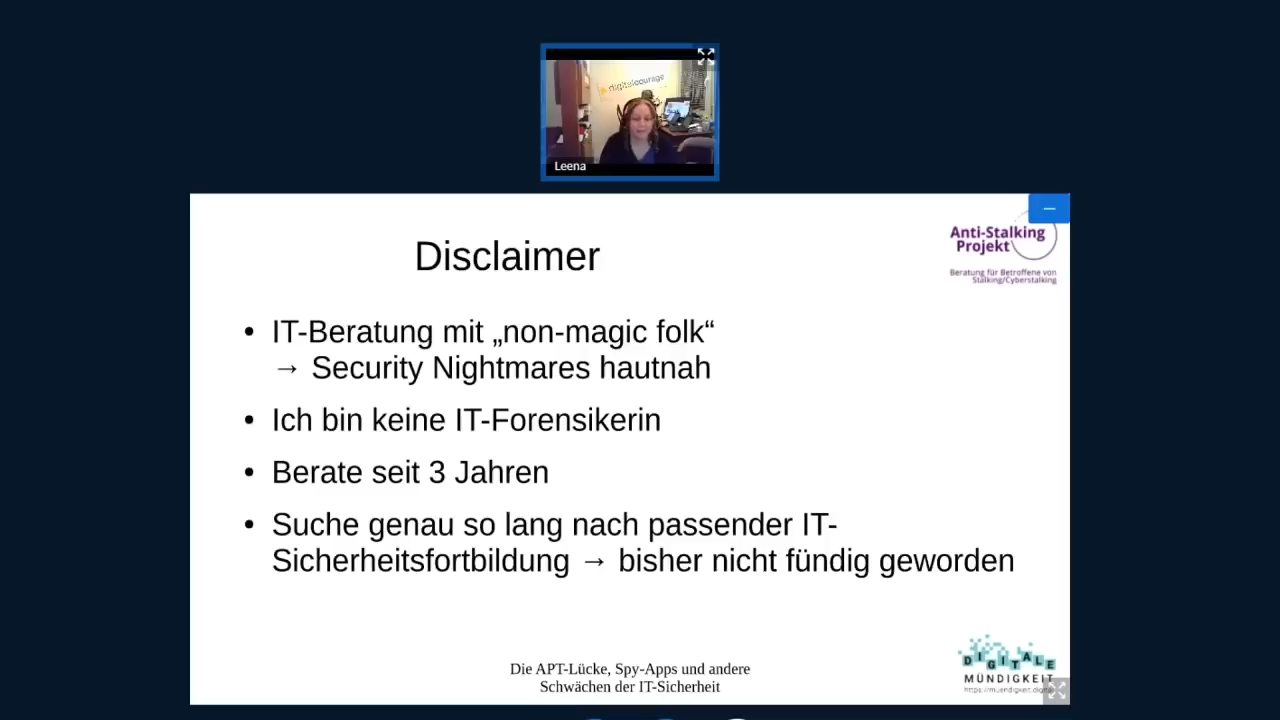 digitalcourage
Leena
Anti-Stalking
Projekt
Beratung für Betroffene von
Stalking/Cyberstalking
Disclaimer
• IT-Beratung mit „non-magic folk“
→ Security Nightmares hautnah
• Ich bin keine IT-Forensikerin
• Berate seit 3 Jahren
• Suche genau so lang nach passender IT-
Sicherheitsfortbildung → bisher nicht fündig geworden
Die APT-Lücke, Spy-Apps und andere
Schwächen der IT-Sicherheit
DIGITALE
MÜNDIGKEIT